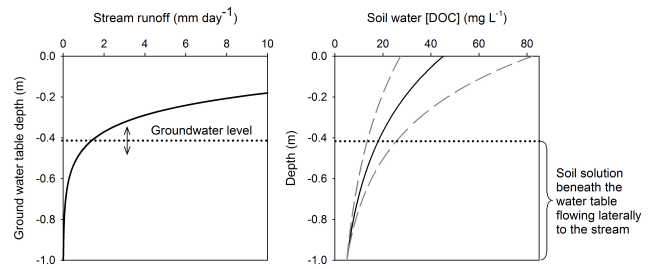 Stream runoff (mm day-1)
0 2 4 6 8 10
Ground water table depth (m)
0.0
-0.2
-0.4
-0.6
-0.8
-1.0
Groundwater level
Soil water [DOC] (mg L-1)
0 20 40 60 80
Depth (m)
0.0
-0.2
-0.4
-0.6
-0.8
-1.0
Soil solution
beneath the
water table
flowing laterally
to the stream